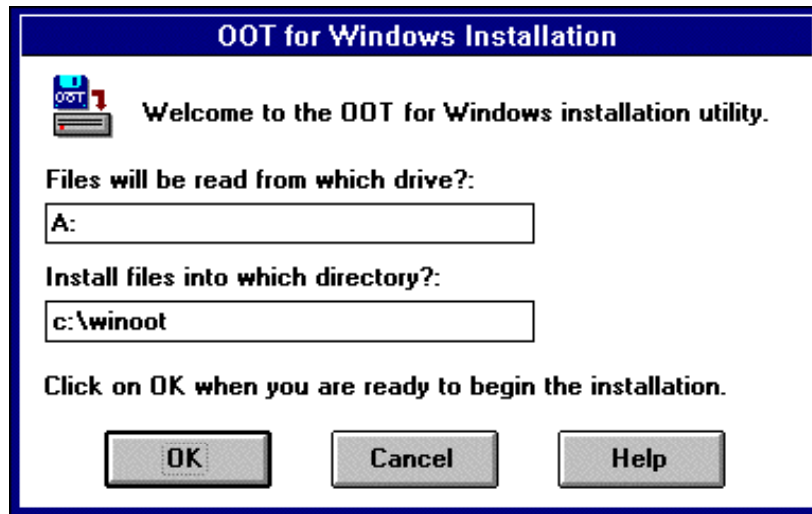 OOT for Windows Installation
OOT
Welcome to the OOT for Windows installation utility.
Files will be read from which drive?:
A:
Install files into which directory?:
c:\winoot
Click on OK when you are ready to begin the installation.
OK Cancel Help